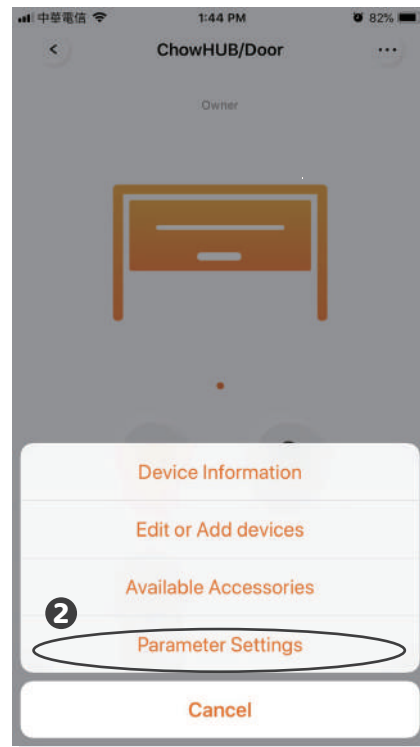 中華電信 1:44 PM 82%
ChowHUB/Door
Owner
Device Information
Edit or Add devices
Available Accessories
2
Parameter Settings
Cancel